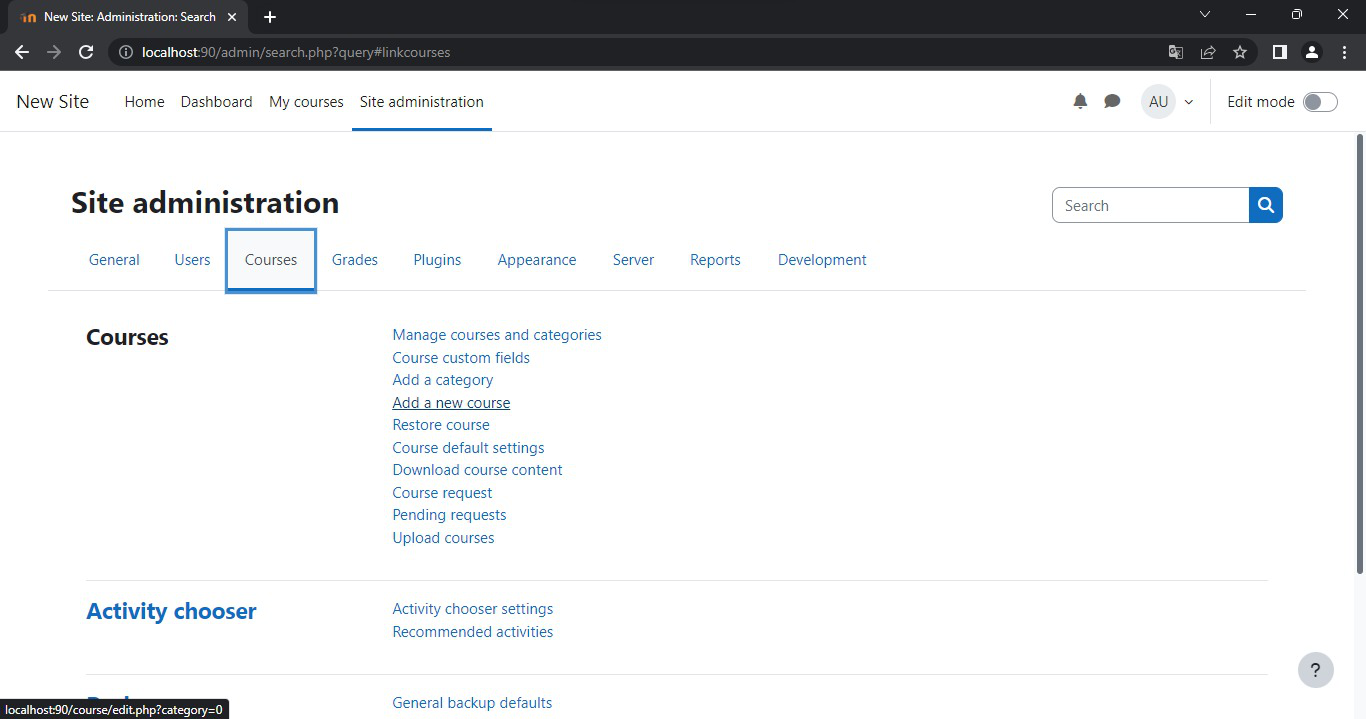 New Site: Administration: Search
localhost:90/admin/search.php?query#linkcourses
New Site Home Dashboard My courses Site administration AU Edit mode
Site administration
Search
General Users Courses Grades Plugins Appearance Server Reports Development
Courses
Manage courses and categories
Course custom fields
Add a category
Add a new course
Restore course
Course default settings
Download course content
Course request
Pending requests
Upload courses
Activity chooser
Activity chooser settings
Recommended activities
?
General backup defaults
localhost:90/course/edit.php?category=0